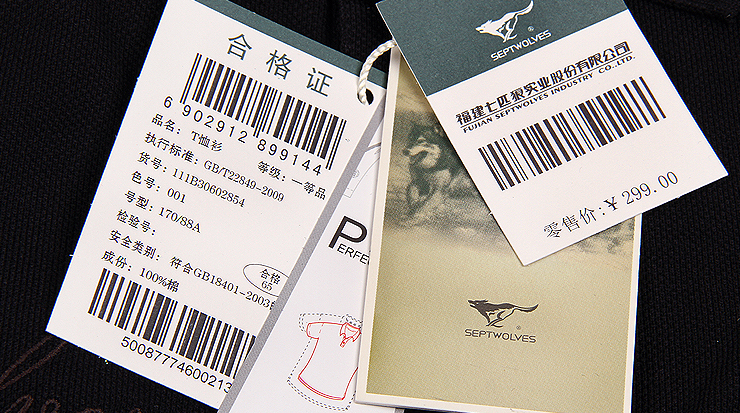 合格证
6 902912 899144
品名：T恤衫
执行标准：GB/T22849-2009
等级：一等品
货号：111B30602854
色号：001
号型：170/88A
检验号：
安全类别：符合GB18401-2003
合格
65
成份：100%棉
5008777460021
P
ERFE
SEPTWOLVES
福建七匹狼实业股份有限公司
FUJIAN SEPTWOLVES INDUSTRY CO.,LTD.
零售价:¥ 299.00
SEPTWOLVES